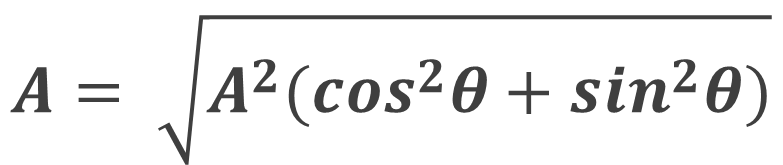 A = √A²(cos²θ + sin²θ)